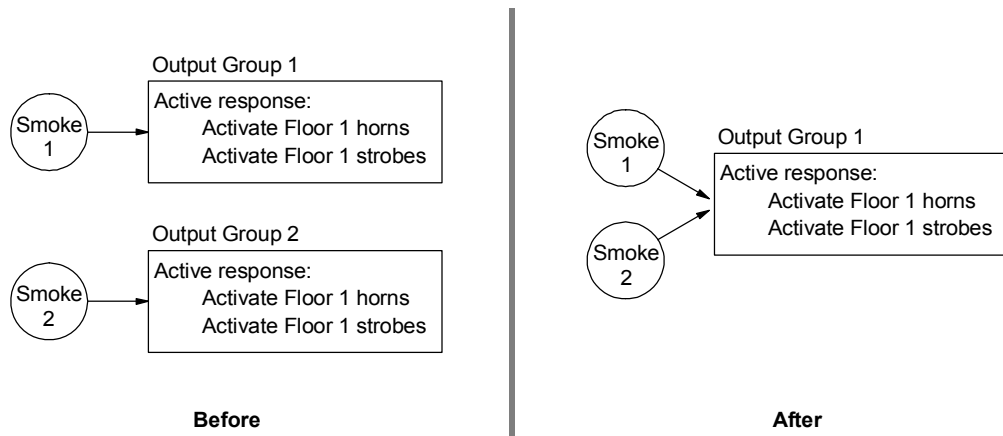 Output Group 1
Smoke
1
Active response:
Activate Floor 1 horns
Activate Floor 1 strobes
Output Group 2
Smoke
2
Active response:
Activate Floor 1 horns
Activate Floor 1 strobes
Before
Smoke
1
Output Group 1
Active response:
Activate Floor 1 horns
Activate Floor 1 strobes
Smoke
2
After